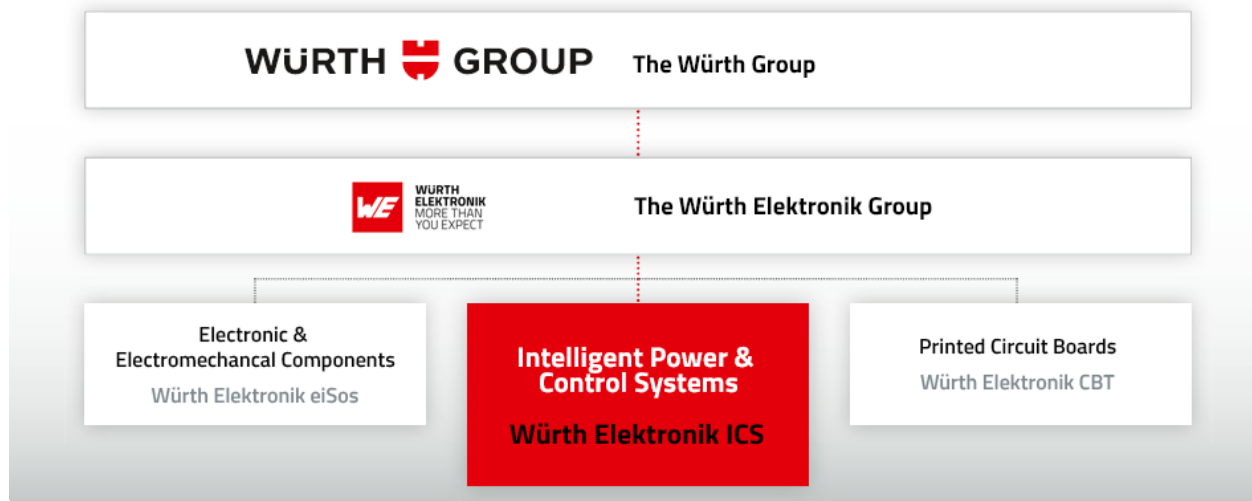 WÜRTH GROUP The Würth Group
WE WÜRTH
ELEKTRONIK
MORE THAN
YOU EXPECT
The Würth Elektronik Group
Electronic &
Electromechancal Components
Würth Elektronik eiSos
Intelligent Power &
Control Systems
Würth Elektronik ICS
Printed Circuit Boards
Würth Elektronik CBT